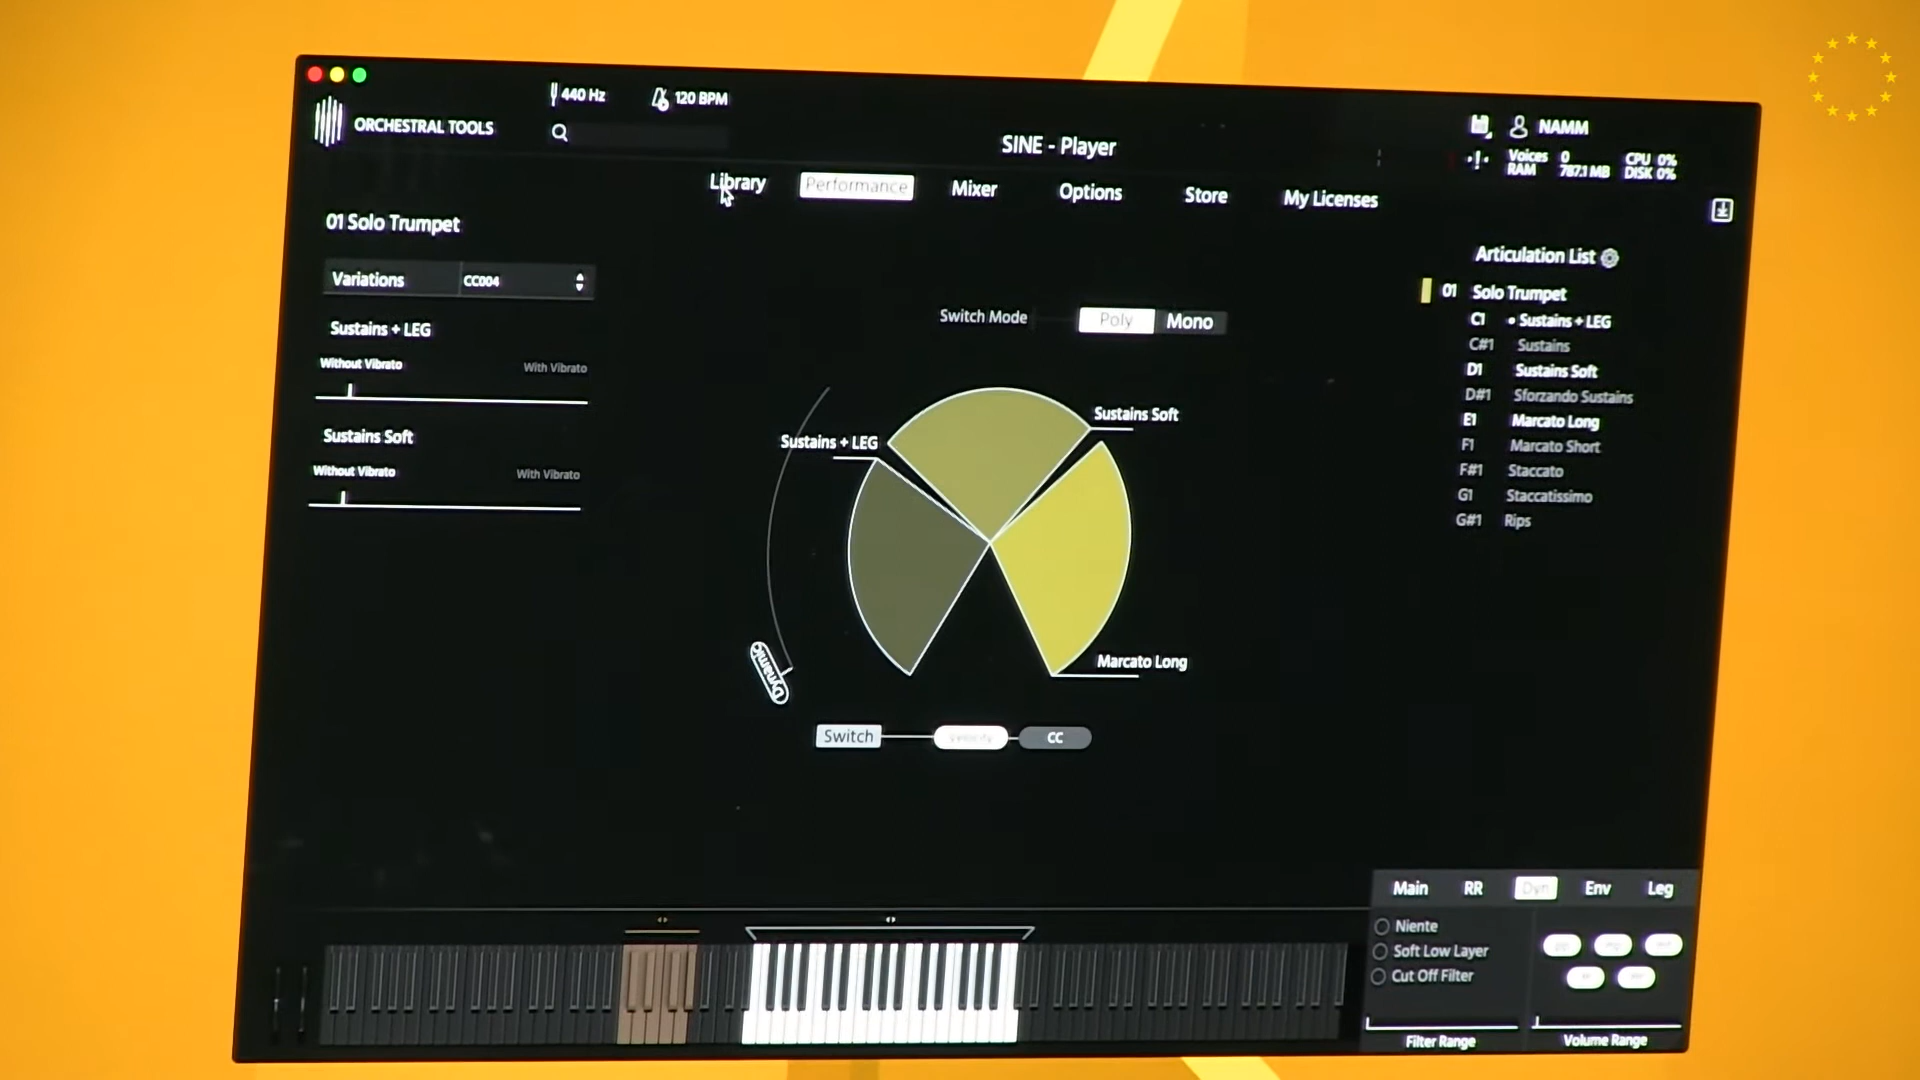 440 Hz
120 BPM
ORCHESTRAL TOOLS
SINE - Player
NAMM
Voices 0
CPU 0%
RAM 787.1 MB
DISK 0%
Library
Performance
Mixer
Options
Store
My Licenses
01 Solo Trumpet
Variations CC004
Sustains + LEG
Without Vibrato
With Vibrato
Sustains Soft
Without Vibrato
With Vibrato
Switch Mode
Poly
Mono
Sustains + LEG
Sustains Soft
Marcato Long
Dynamic
Switch
Velocity
CC
Articulation List
01 Solo Trumpet
C1 Sustains + LEG
C#1 Sustains
D1 Sustains Soft
D#1 Sforzando Sustains
E1 Marcato Long
F1 Marcato Short
F#1 Staccato
G1 Staccatissimo
G#1 Rips
Main
RR
Dyn
Env
Leg
Niente
Soft Low Layer
Cut Off Filter
Filter Range
Volume Range